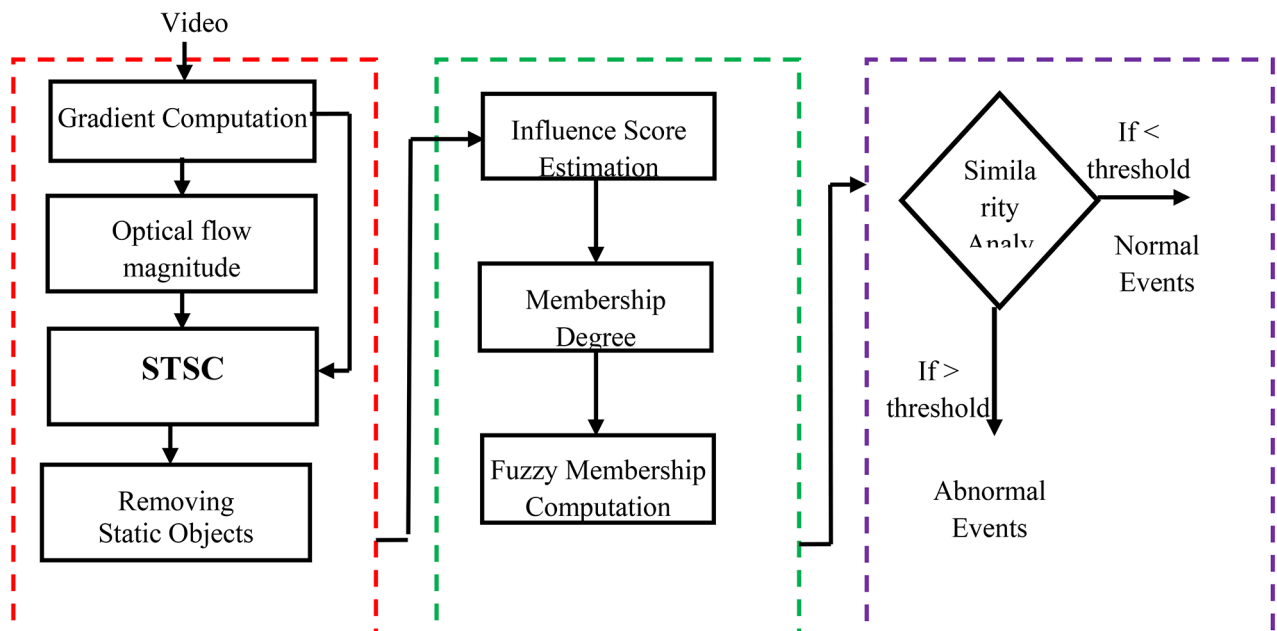 Video
Gradient Computation
Optical flow
magnitude
STSC
Removing
Static Objects
Influence Score
Estimation
Membership
Degree
Fuzzy Membership
Computation
Simila
rity
Analy
If <
threshold
Normal
Events
If >
threshold
Abnormal
Events